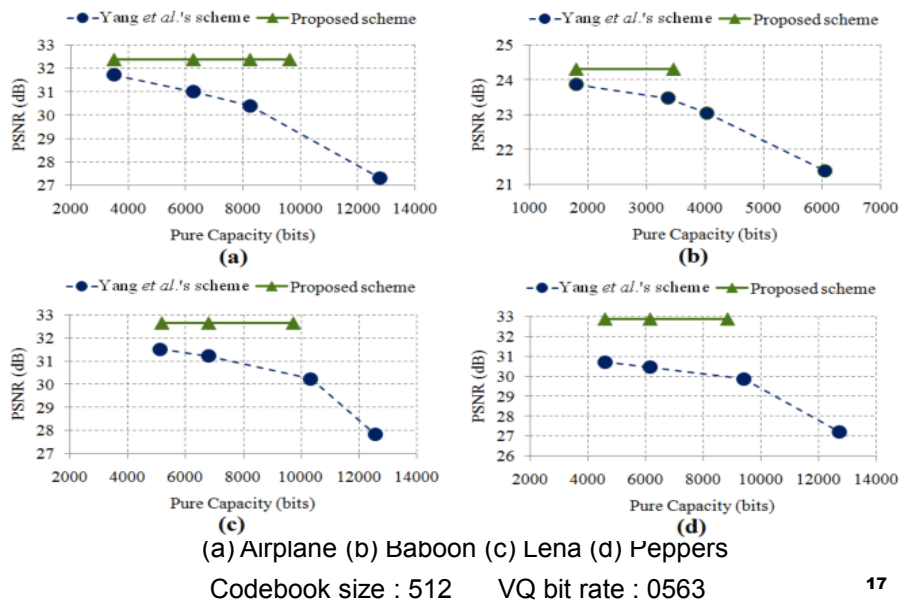 Yang et al.'s scheme Proposed scheme
33
32
31
30
29
28
27
2000 4000 6000 8000 10000 12000 14000
PSNR (dB)
Pure Capacity (bits)
(a)
Yang et al.'s scheme Proposed scheme
25
24
23
22
21
1000 2000 3000 4000 5000 6000 7000
PSNR (dB)
Pure Capacity (bits)
(b)
Yang et al.'s scheme Proposed scheme
33
32
31
30
29
28
27
2000 4000 6000 8000 10000 12000 14000
PSNR (dB)
Pure Capacity (bits)
(c)
Yang et al.'s scheme Proposed scheme
33
32
31
30
29
28
27
26
2000 4000 6000 8000 10000 12000 14000
PSNR (dB)
Pure Capacity (bits)
(d)
(a) Airplane (b) Baboon (c) Lena (d) Peppers
Codebook size : 512 VQ bit rate : 0563
17